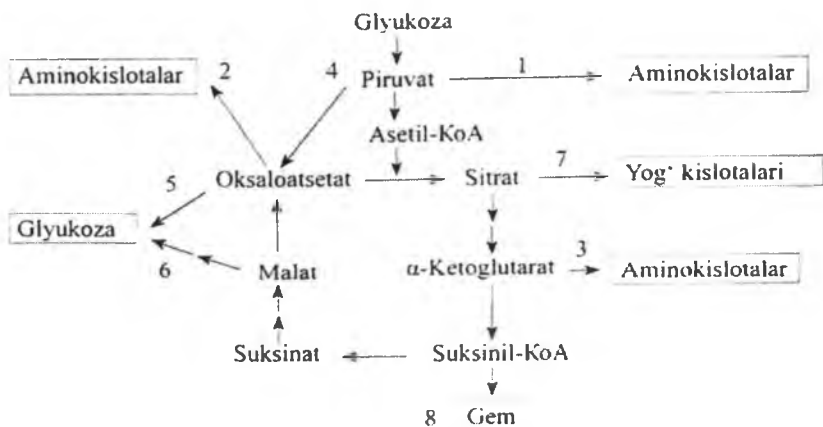 Glyukoza
Aminokislotalar 2 4 Piruvat 1 Aminokislotalar
Asetil-KoA
5 Oksaloatsetat Sitrat 7 Yog‘ kislotalari
Glyukoza
6 Malat α-Ketoglutarat 3 Aminokislotalar
Suksinat Suksinil-KoA
8 Gem